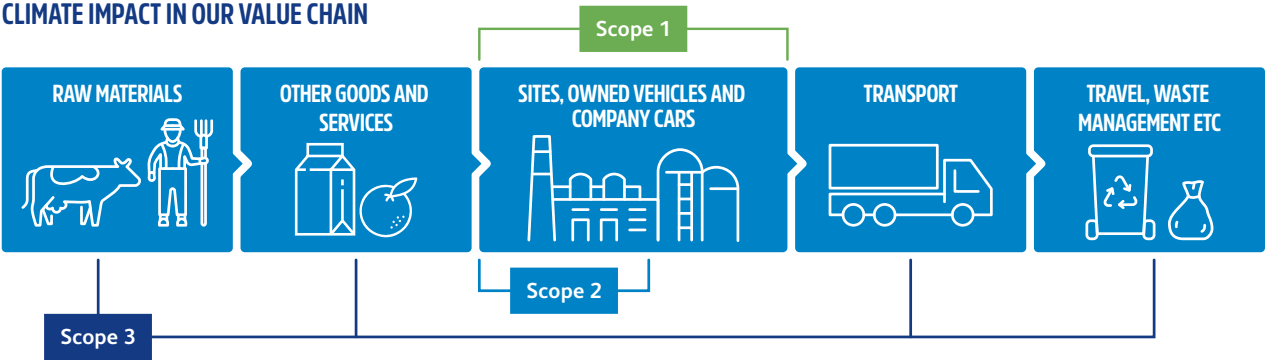 CLIMATE IMPACT IN OUR VALUE CHAIN
Scope 1
RAW MATERIALS
OTHER GOODS AND
SERVICES
SITES, OWNED VEHICLES AND
COMPANY CARS
TRANSPORT
TRAVEL, WASTE
MANAGEMENT ETC
Scope 2
Scope 3